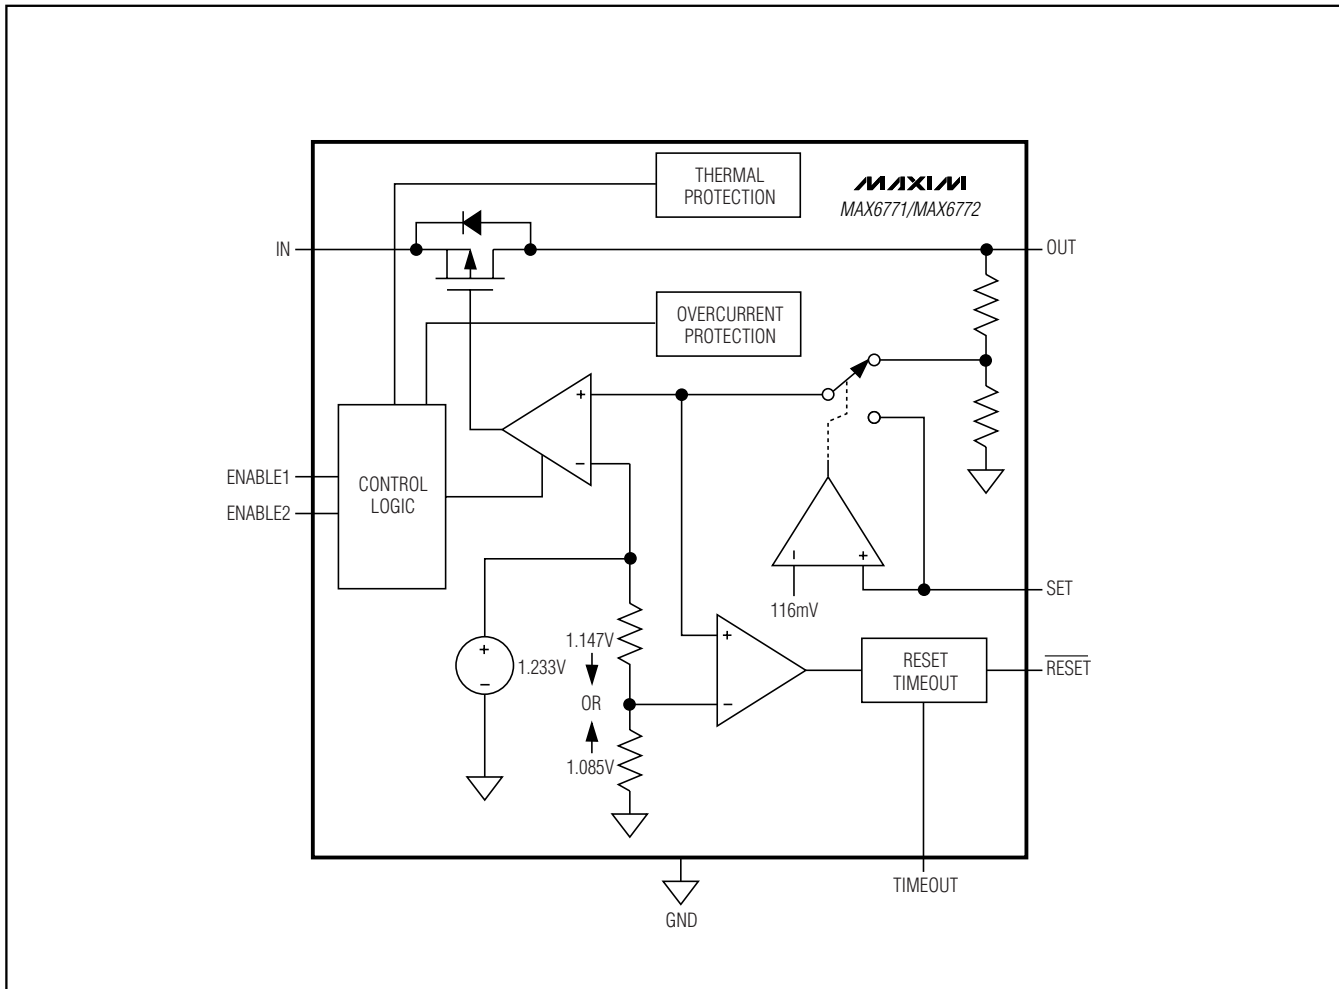 THERMAL
PROTECTION
MAXIM
MAX6771/MAX6772
IN
OUT
OVERCURRENT
PROTECTION
+
−
ENABLE1
ENABLE2
CONTROL
LOGIC
−
+
116mV
SET
+
−
1.233V
1.147V
OR
1.085V
+
−
RESET
TIMEOUT
RESET
TIMEOUT
GND